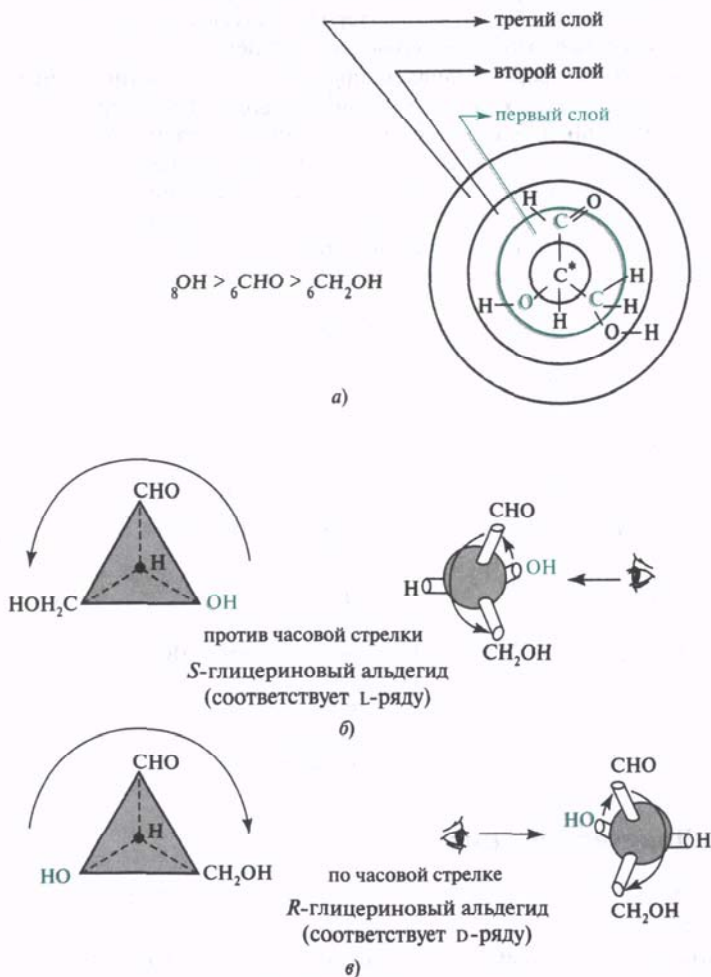 третий слой
второй слой
первый слой
H O
C
C*
H
H–O C H
H O–H
₈OH > ₆CHO > ₆CH₂OH
а)
CHO
H
HOH₂C OH
CHO
H OH
CH₂OH
против часовой стрелки
S-глицериновый альдегид
(соответствует L-ряду)
б)
CHO
H
HO CH₂OH
CHO
HO H
CH₂OH
по часовой стрелке
R-глицериновый альдегид
(соответствует D-ряду)
в)